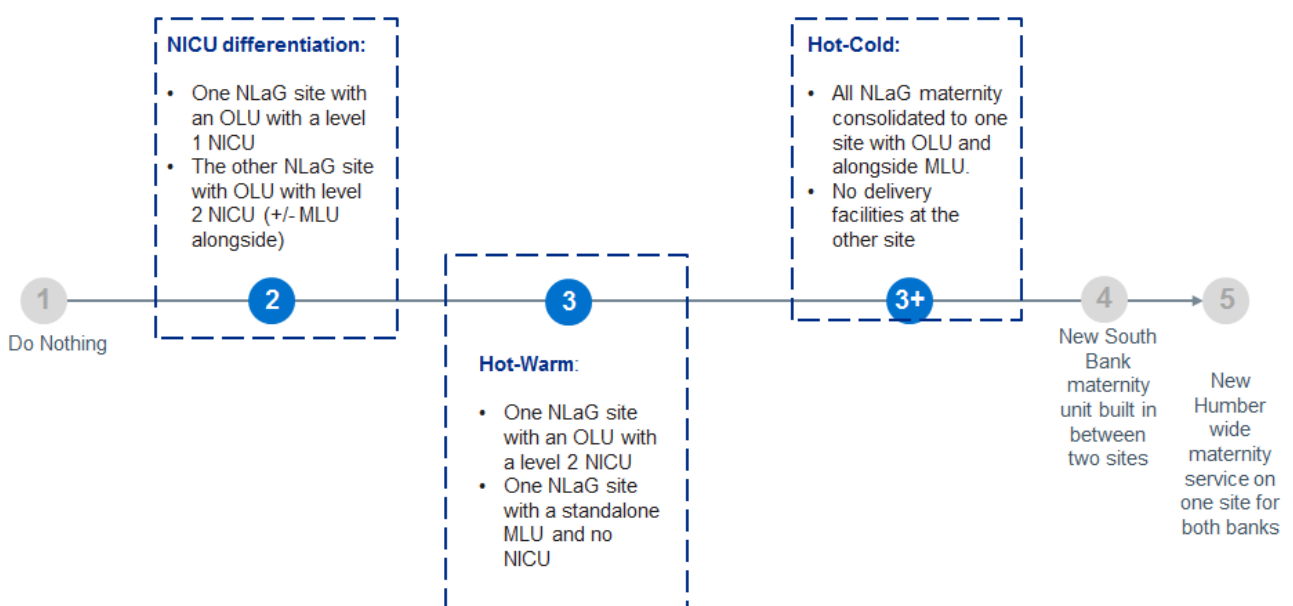 NICU differentiation:
• One NLaG site with
an OLU with a level
1 NICU
• The other NLaG site
with OLU with level
2 NICU (+/- MLU
alongside)
Hot-Cold:
• All NLaG maternity
consolidated to one
site with OLU and
alongside MLU.
• No delivery
facilities at the
other site
1
2
3
3+
4
5
Do Nothing
Hot-Warm:
• One NLaG site
with an OLU with
a level 2 NICU
• One NLaG site
with a standalone
MLU and no
NICU
New South
Bank
maternity
unit built in
between
two sites
New
Humber
wide
maternity
service on
one site for
both banks